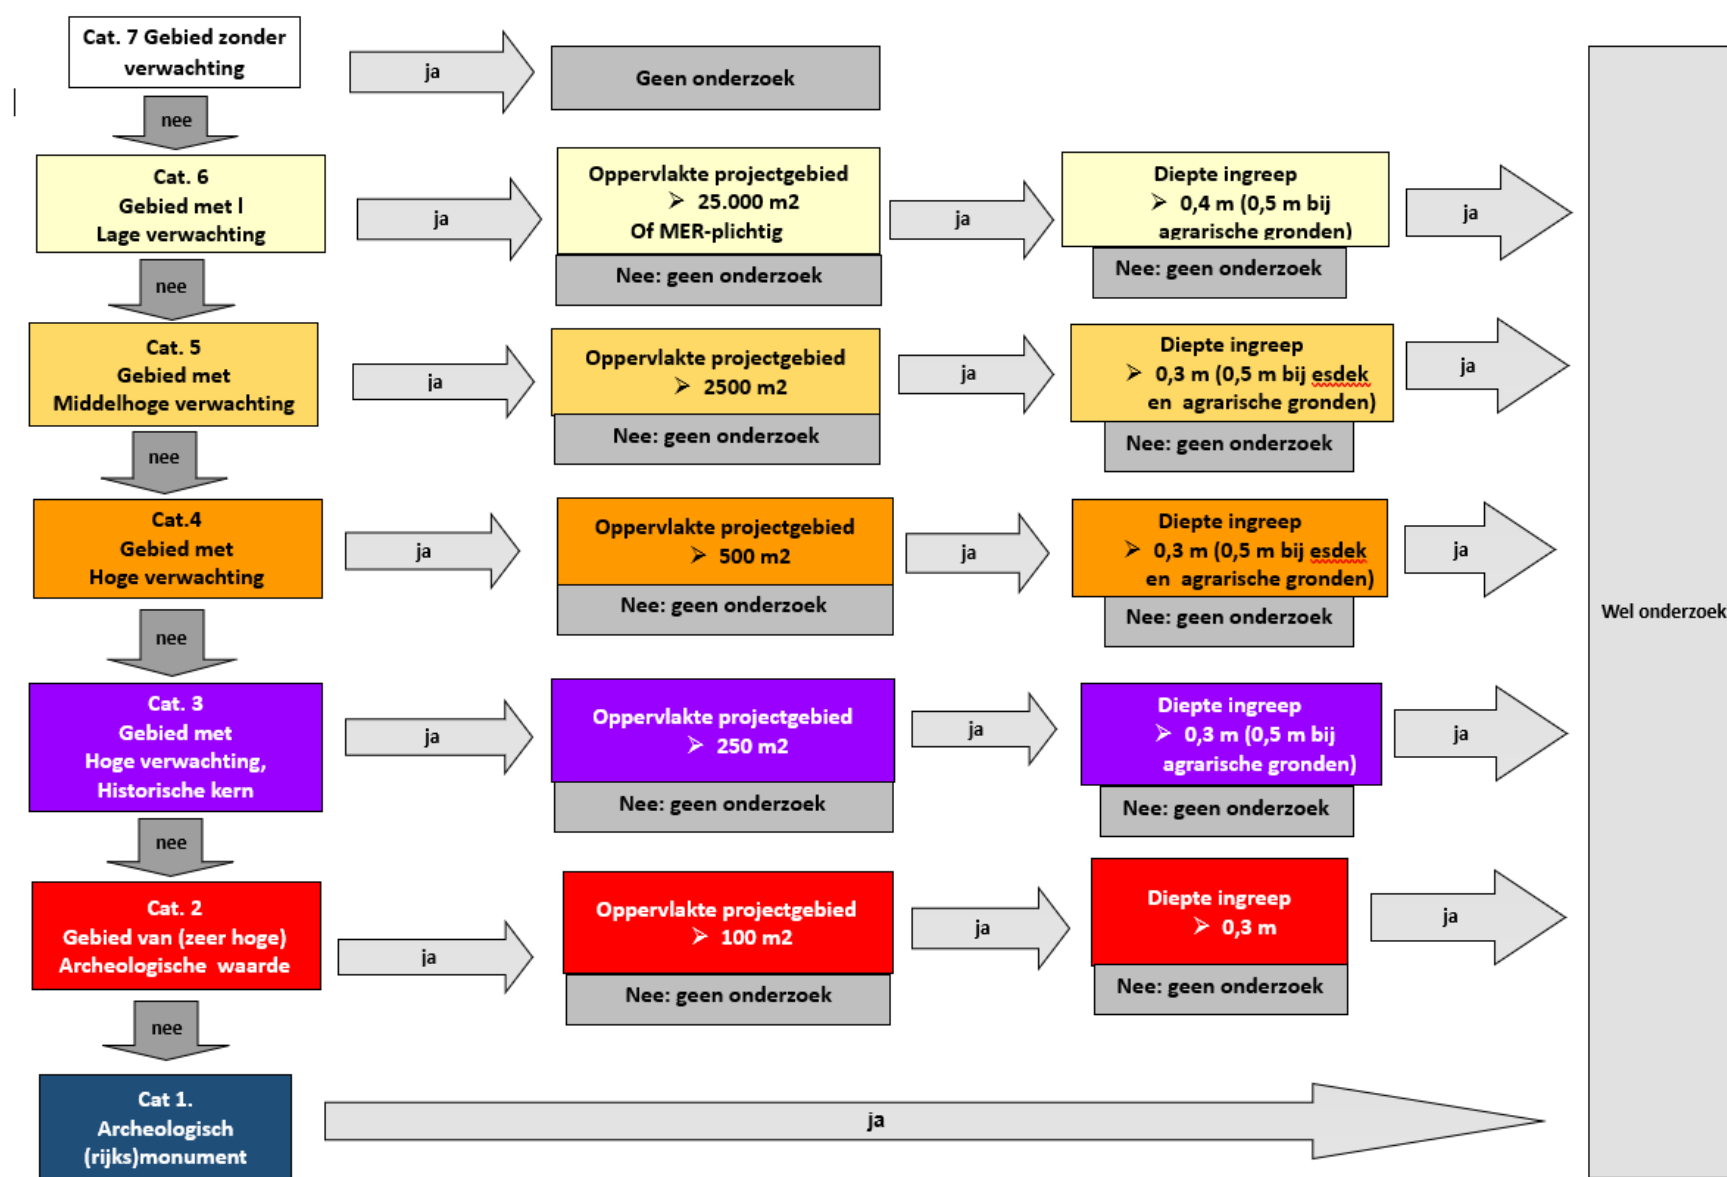 Cat. 7 Gebied zonder
verwachting
ja
Geen onderzoek
nee
Cat. 6
Gebied met l
Lage verwachting
ja
Oppervlakte projectgebied
➢ 25.000 m2
Of MER-plichtig
Nee: geen onderzoek
ja
Diepte ingreep
➢ 0,4 m (0,5 m bij
agrarische gronden)
Nee: geen onderzoek
ja
nee
Cat. 5
Gebied met
Middelhoge verwachting
ja
Oppervlakte projectgebied
➢ 2500 m2
Nee: geen onderzoek
ja
Diepte ingreep
➢ 0,3 m (0,5 m bij esdek
en agrarische gronden)
Nee: geen onderzoek
ja
nee
Cat.4
Gebied met
Hoge verwachting
ja
Oppervlakte projectgebied
➢ 500 m2
Nee: geen onderzoek
ja
Diepte ingreep
➢ 0,3 m (0,5 m bij esdek
en agrarische gronden)
Nee: geen onderzoek
ja
Wel onderzoek
nee
Cat. 3
Gebied met
Hoge verwachting,
Historische kern
ja
Oppervlakte projectgebied
➢ 250 m2
Nee: geen onderzoek
ja
Diepte ingreep
➢ 0,3 m (0,5 m bij
agrarische gronden)
Nee: geen onderzoek
ja
nee
Cat. 2
Gebied van (zeer hoge)
Archeologische waarde
ja
Oppervlakte projectgebied
➢ 100 m2
Nee: geen onderzoek
ja
Diepte ingreep
➢ 0,3 m
Nee: geen onderzoek
ja
nee
Cat 1.
Archeologisch
(rijks)monument
ja